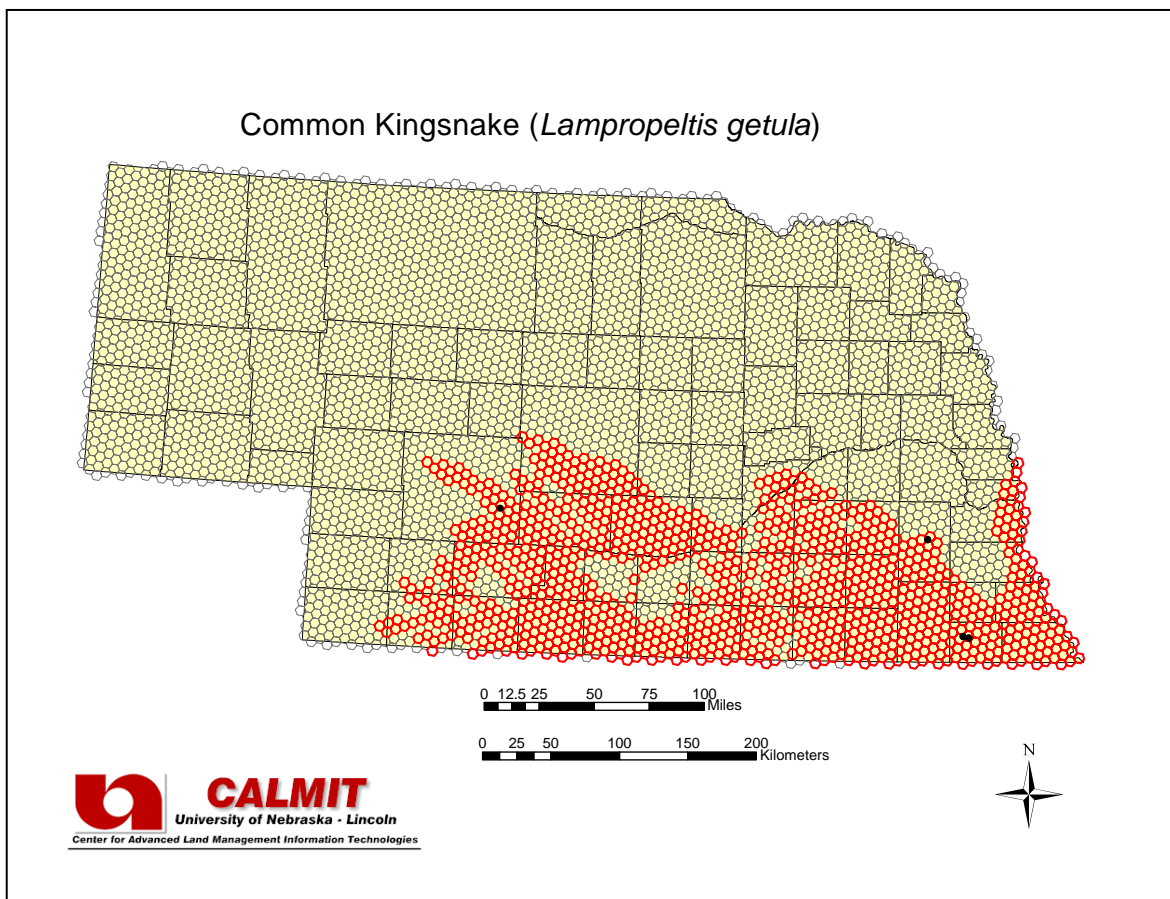 Common Kingsnake (Lampropeltis getula)
0 12.5 25 50 75 100
Miles
0 25 50 100 150 200
Kilometers
N
CALMIT
University of Nebraska - Lincoln
Center for Advanced Land Management Information Technologies